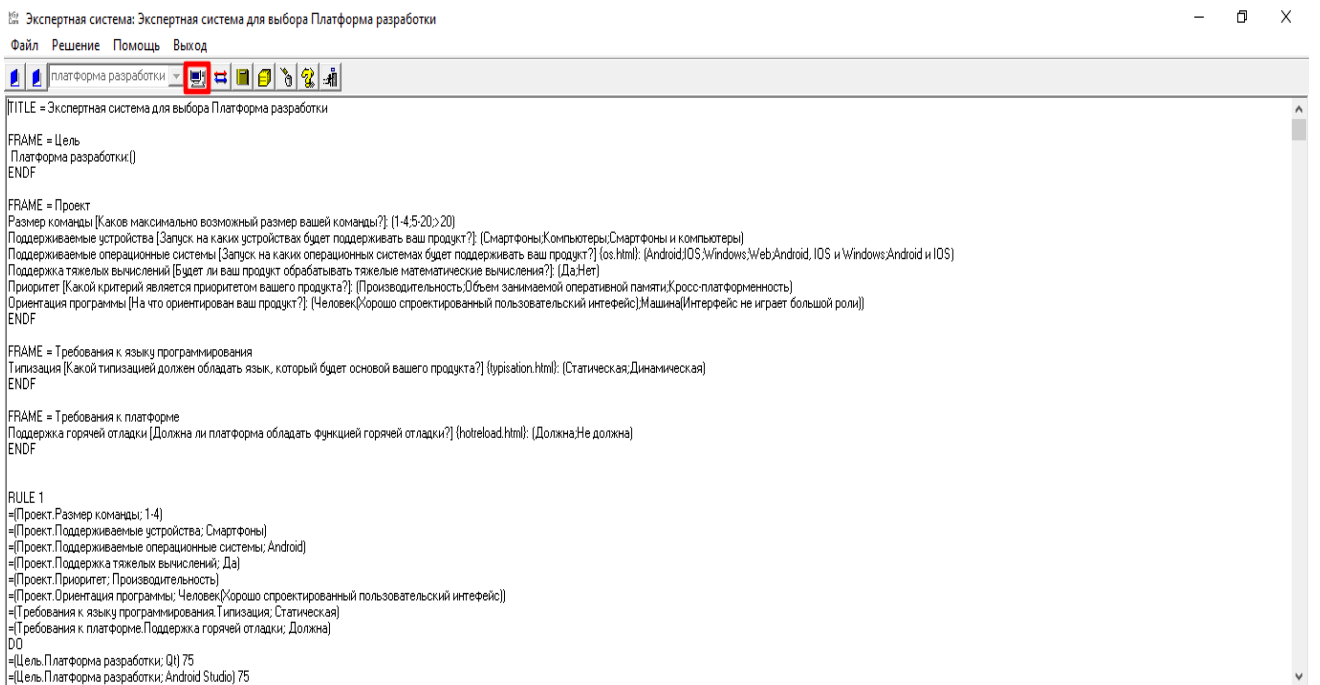 Экспертная система: Экспертная система для выбора Платформа разработки
Файл Решение Помощь Выход
платформа разработки
TITLE = Экспертная система для выбора Платформа разработки
FRAME = Цель
Платформа разработки:()
ENDF
FRAME = Проект
Размер команды [Каков максимально возможный размер вашей команды?]: (1-4;5-20;>20)
Поддерживаемые устройства [Запуск на каких устройствах будет поддерживать ваш продукт?]: (Смартфоны;Компьютеры;Смартфоны и компьютеры)
Поддерживаемые операционные системы [Запуск на каких операционных системах будет поддерживать ваш продукт?] {os.html}: (Android;IOS;Windows;Web;Android, IOS и Windows;Android и IOS)
Поддержка тяжелых вычислений [Будет ли ваш продукт обрабатывать тяжелые математические вычисления?]: (Да;Нет)
Приоритет [Какой критерий является приоритетом вашего продукта?]: (Производительность;Объем занимаемой оперативной памяти;Кросс-платформенность)
Ориентация программы [На что ориентирован ваш продукт?]: (Человек(Хорошо спроектированный пользовательский интефейс);Машина(Интерфейс не играет большой роли))
ENDF
FRAME = Требования к языку программирования
Типизация [Какой типизацией должен обладать язык, который будет основой вашего продукта?] {typisation.html}: (Статическая;Динамическая)
ENDF
FRAME = Требования к платформе
Поддержка горячей отладки [Должна ли платформа обладать функцией горячей отладки?] {hotreload.html}: (Должна;Не должна)
ENDF
RULE 1
=(Проект.Размер команды; 1-4)
=(Проект.Поддерживаемые устройства; Смартфоны)
=(Проект.Поддерживаемые операционные системы; Android)
=(Проект.Поддержка тяжелых вычислений; Да)
=(Проект.Приоритет; Производительность)
=(Проект.Ориентация программы; Человек(Хорошо спроектированный пользовательский интефейс))
=(Требования к языку программирования.Типизация; Статическая)
=(Требования к платформе.Поддержка горячей отладки; Должна)
DO
=(Цель.Платформа разработки; Qt) 75
=(Цель.Платформа разработки; Android Studio) 75